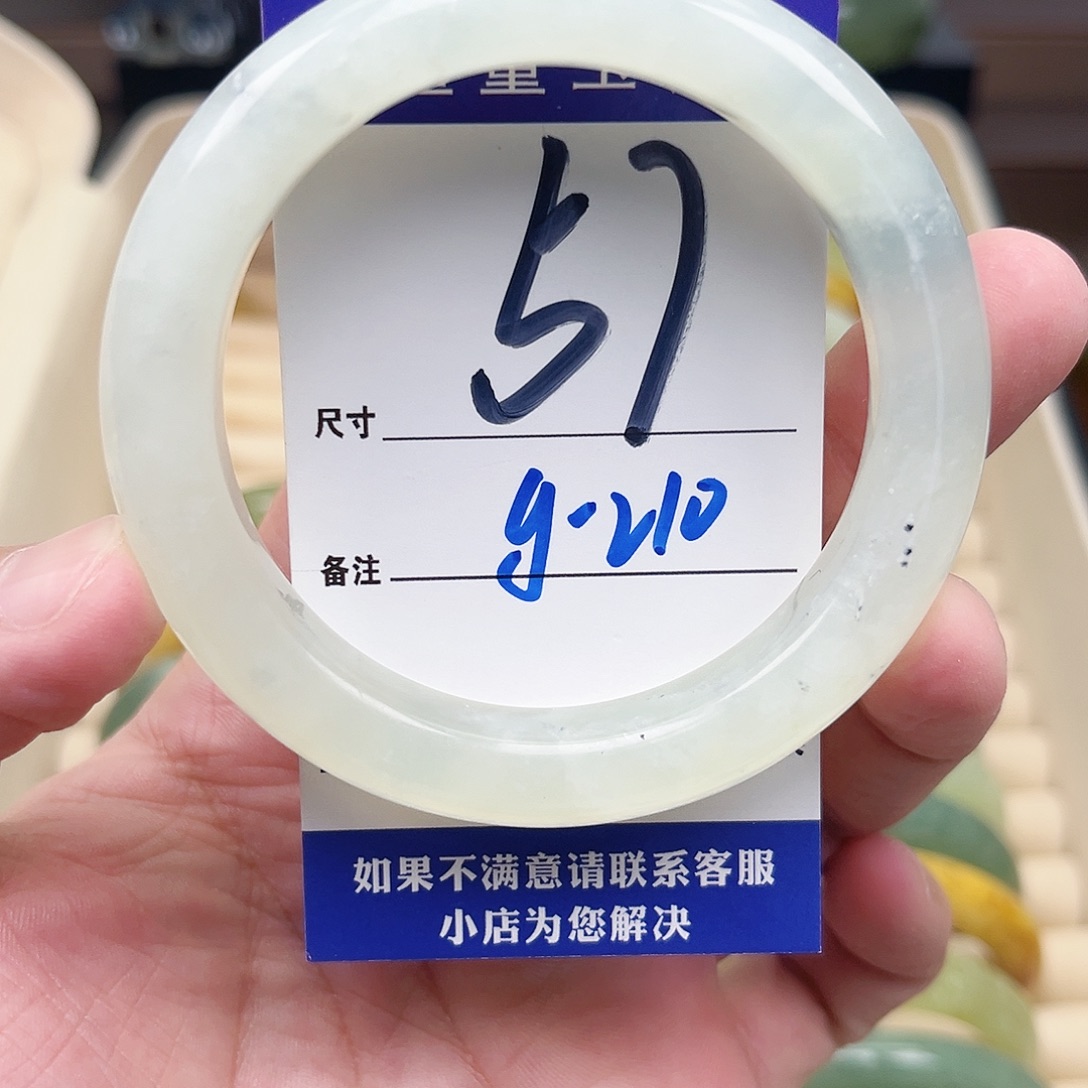 57
尺寸
y-210
备注
如果不满意请联系客服
小店为您解决